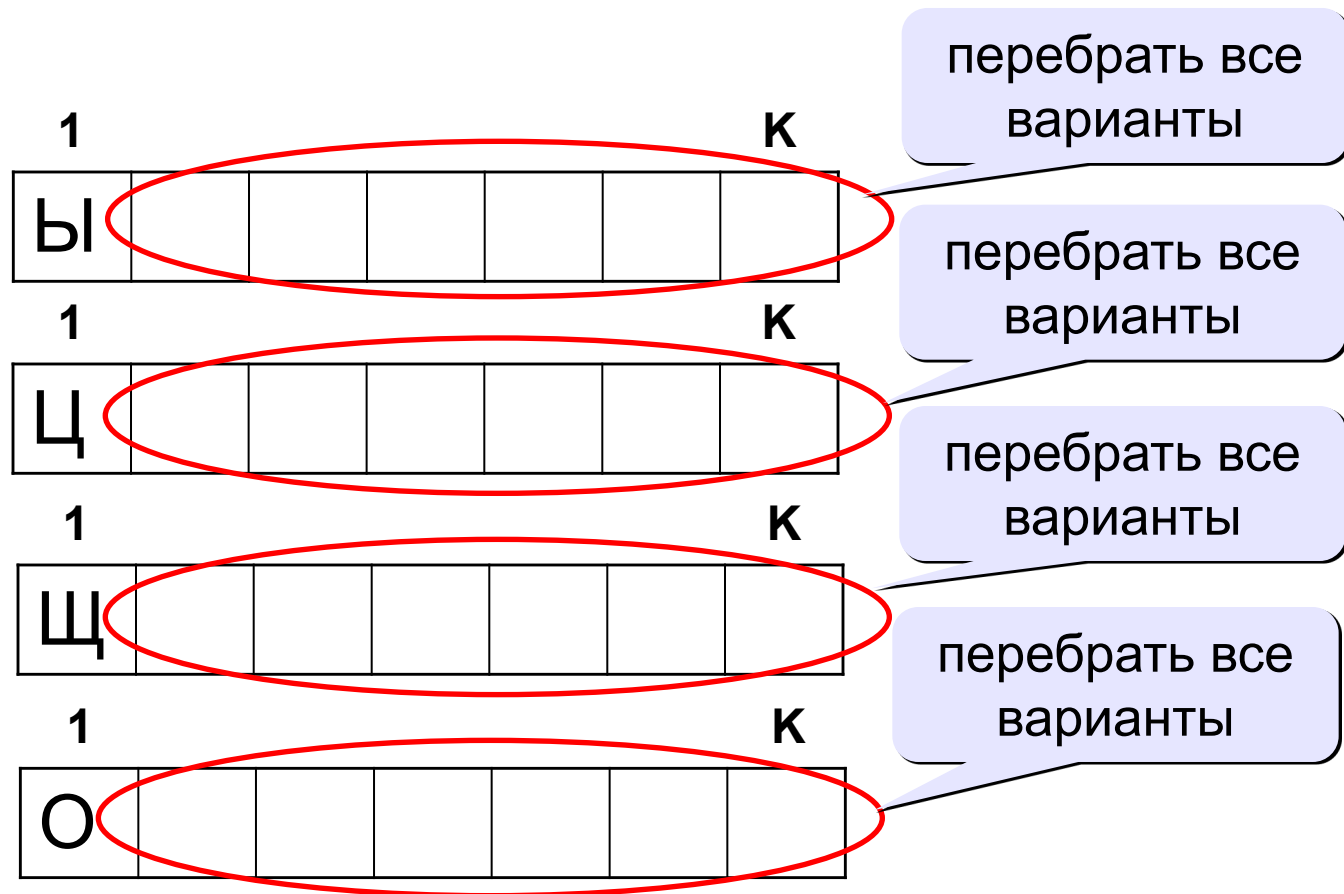 перебрать все
варианты
1 K
Ы
перебрать все
варианты
1 K
Ц
перебрать все
варианты
1 K
Щ
перебрать все
варианты
1 K
О